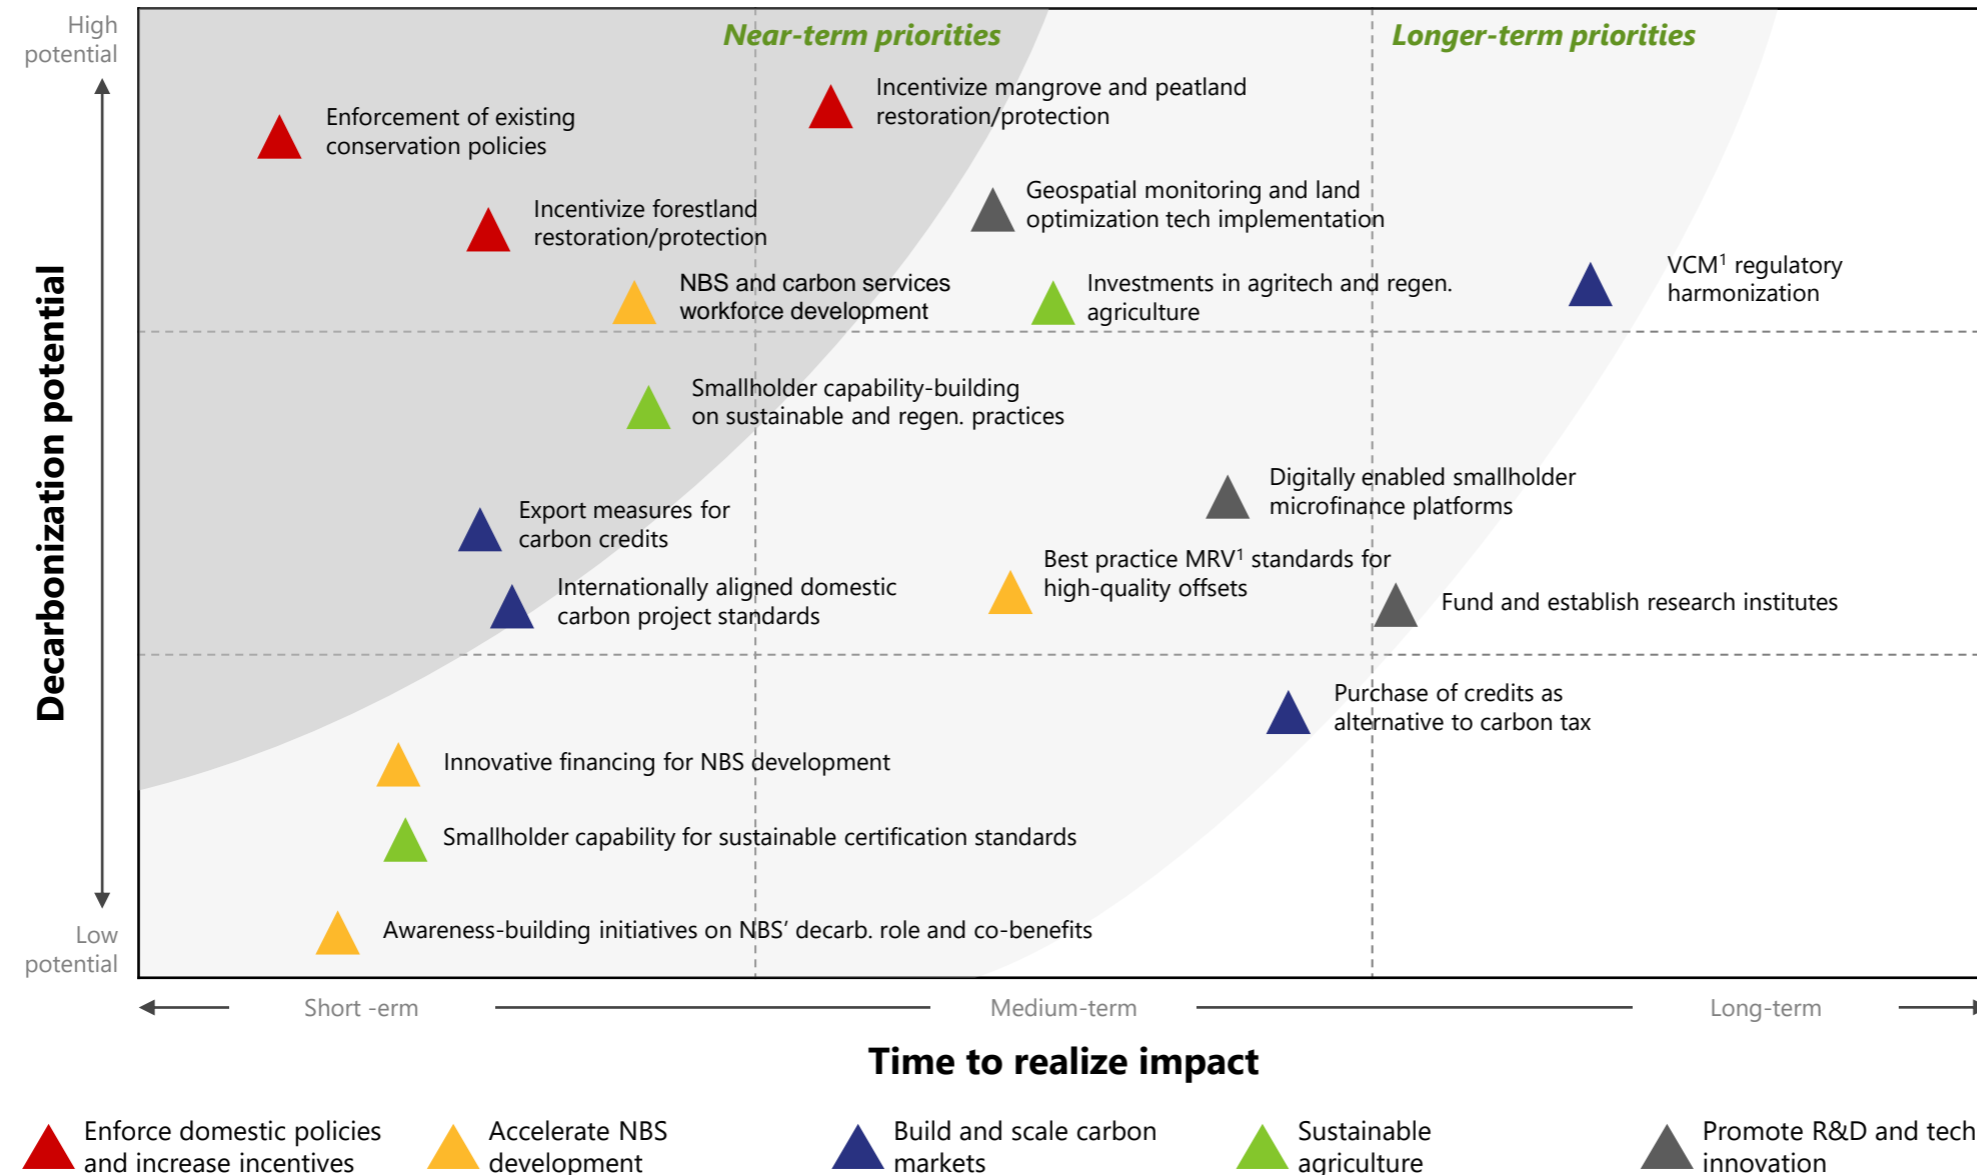 High
potential
Near-term priorities
Longer-term priorities
Enforcement of existing
conservation policies
Incentivize mangrove and peatland
restoration/protection
Incentivize forestland
restoration/protection
Geospatial monitoring and land
optimization tech implementation
NBS and carbon services
workforce development
Investments in agritech and regen.
agriculture
VCM¹ regulatory
harmonization
Smallholder capability-building
on sustainable and regen. practices
Decarbonization potential
Export measures for
carbon credits
Digitally enabled smallholder
microfinance platforms
Internationally aligned domestic
carbon project standards
Best practice MRV¹ standards for
high-quality offsets
Fund and establish research institutes
Purchase of credits as
alternative to carbon tax
Innovative financing for NBS development
Smallholder capability for sustainable certification standards
Awareness-building initiatives on NBS’ decarb. role and co-benefits
Low
potential
Short -erm
Medium-term
Long-term
Time to realize impact
Enforce domestic policies
and increase incentives
Accelerate NBS
development
Build and scale carbon
markets
Sustainable
agriculture
Promote R&D and tech
innovation